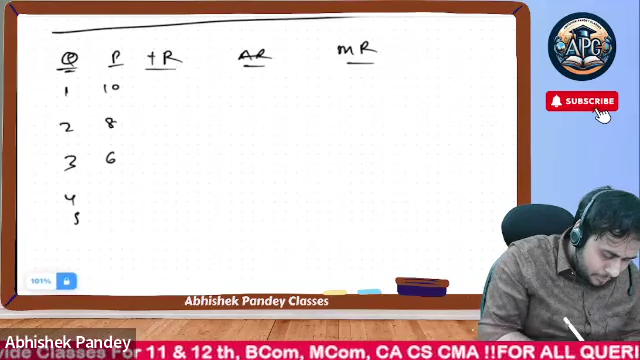 Q P TR AR MR
1 10
2 8
3 6
4
5
APG
SUBSCRIBE
101%
Abhishek Pandey Classes
Abhishek Pandey
vide Classes For 11 & 12 th, BCom, MCom, CA CS CMA !!FOR ALL QUERI